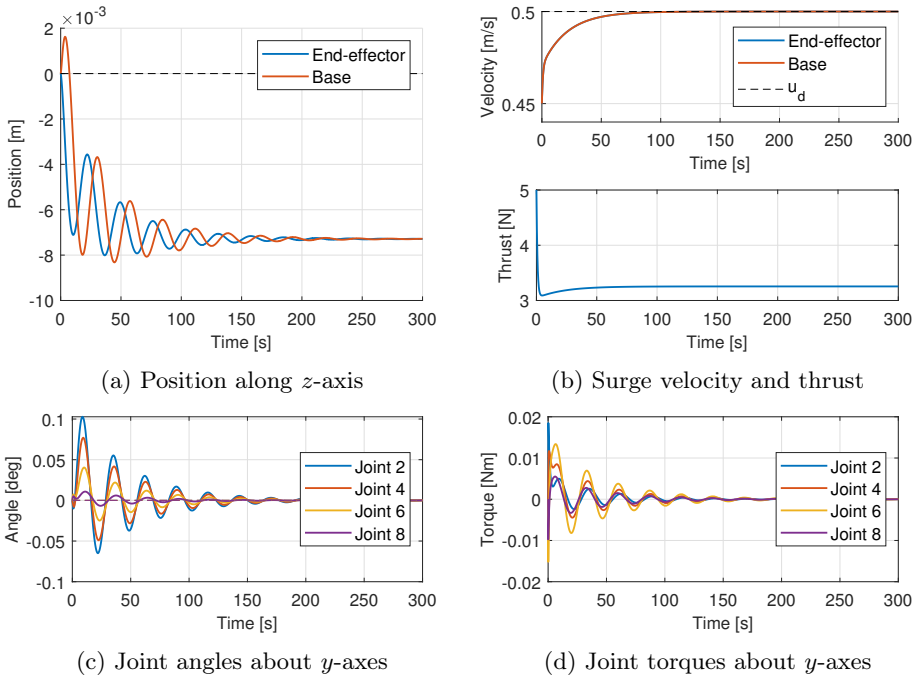 ×10⁻³
2
0
-2
-4
-6
-8
-10
Position [m]
End-effector
Base
0 50 100 150 200 250 300
Time [s]
(a) Position along z-axis
0.5
0.45
Velocity [m/s]
End-effector
Base
u_d
0 50 100 150 200 250 300
Time [s]
5
4
3
Thrust [N]
0 50 100 150 200 250 300
Time [s]
(b) Surge velocity and thrust
0.1
0.05
0
-0.05
-0.1
Angle [deg]
Joint 2
Joint 4
Joint 6
Joint 8
0 50 100 150 200 250 300
Time [s]
(c) Joint angles about y-axes
0.02
0.01
0
-0.01
-0.02
Torque [Nm]
Joint 2
Joint 4
Joint 6
Joint 8
0 50 100 150 200 250 300
Time [s]
(d) Joint torques about y-axes